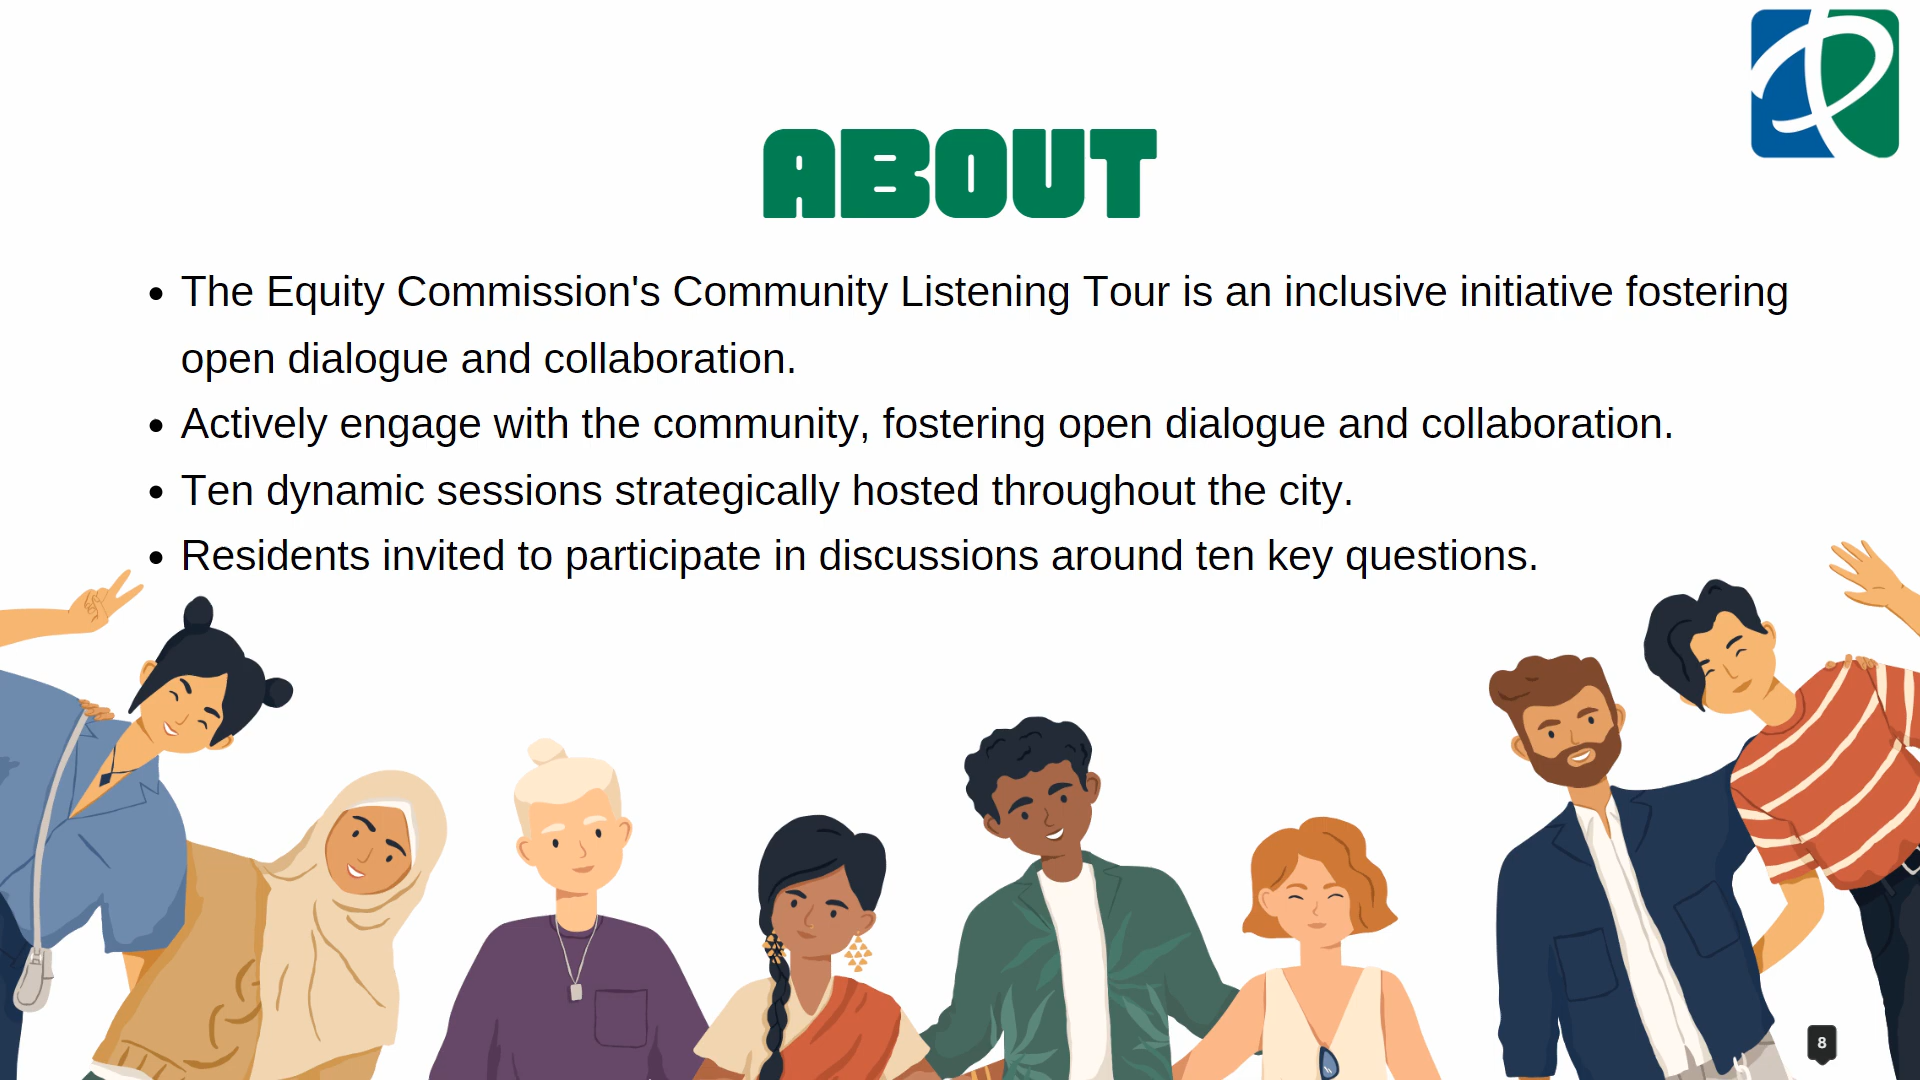 ABOUT
• The Equity Commission's Community Listening Tour is an inclusive initiative fostering
open dialogue and collaboration.
• Actively engage with the community, fostering open dialogue and collaboration.
• Ten dynamic sessions strategically hosted throughout the city.
• Residents invited to participate in discussions around ten key questions.
8